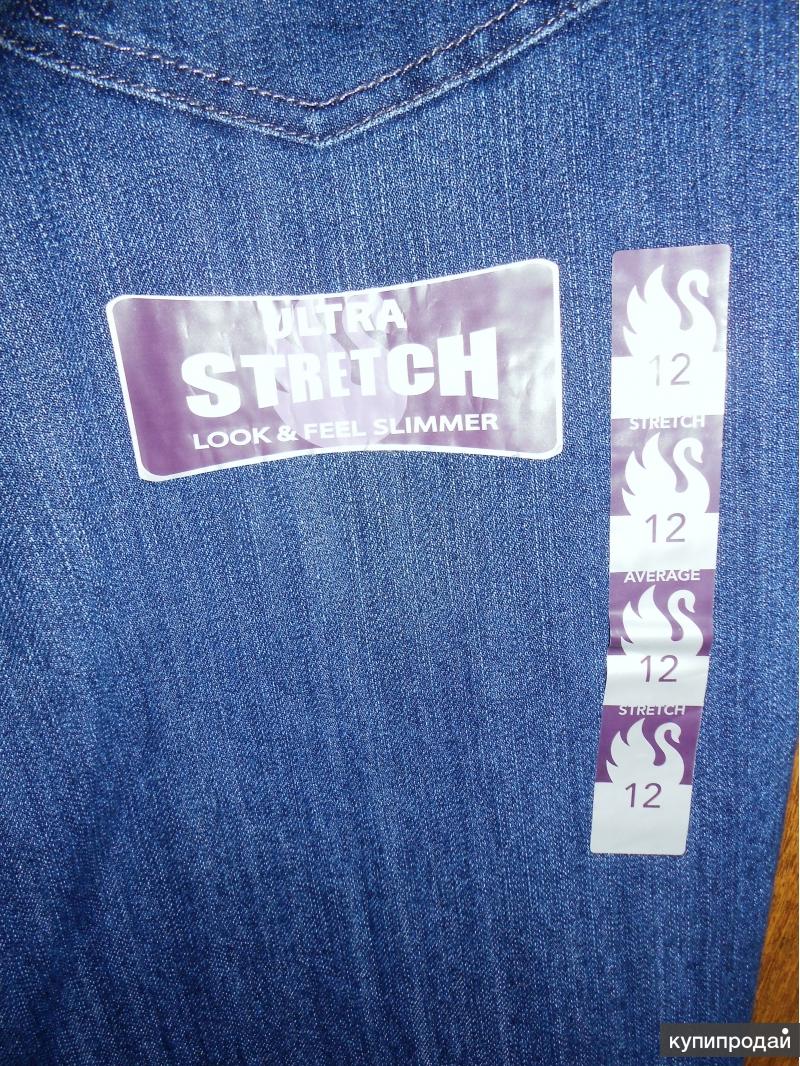 ULTRA
STRETCH
LOOK & FEEL SLIMMER
12
STRETCH
12
AVERAGE
12
STRETCH
12
купипродай